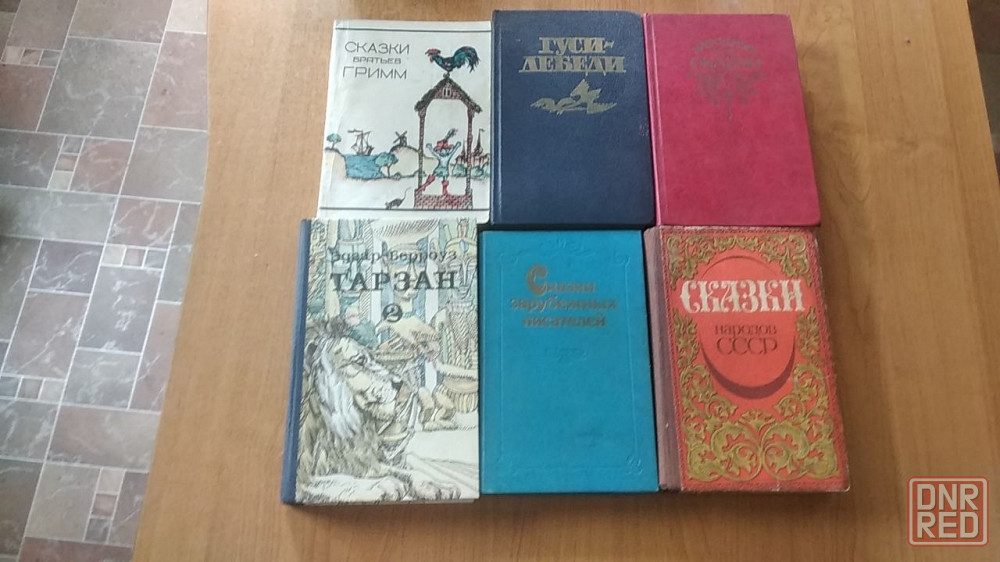 СКАЗКИ
БРАТЬЕВ
ГРИММ
ГУСИ-
ЛЕБЕДИ
Эдгар Берроуз
ТАРЗАН
2
Сказки
зарубежных
писателей
СКАЗКИ
народов
СССР
DNR
RED